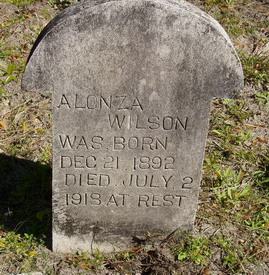 ALONZA
WILSON
WAS BORN
DEC 21 1892
DIED JULY 2
1918 AT REST